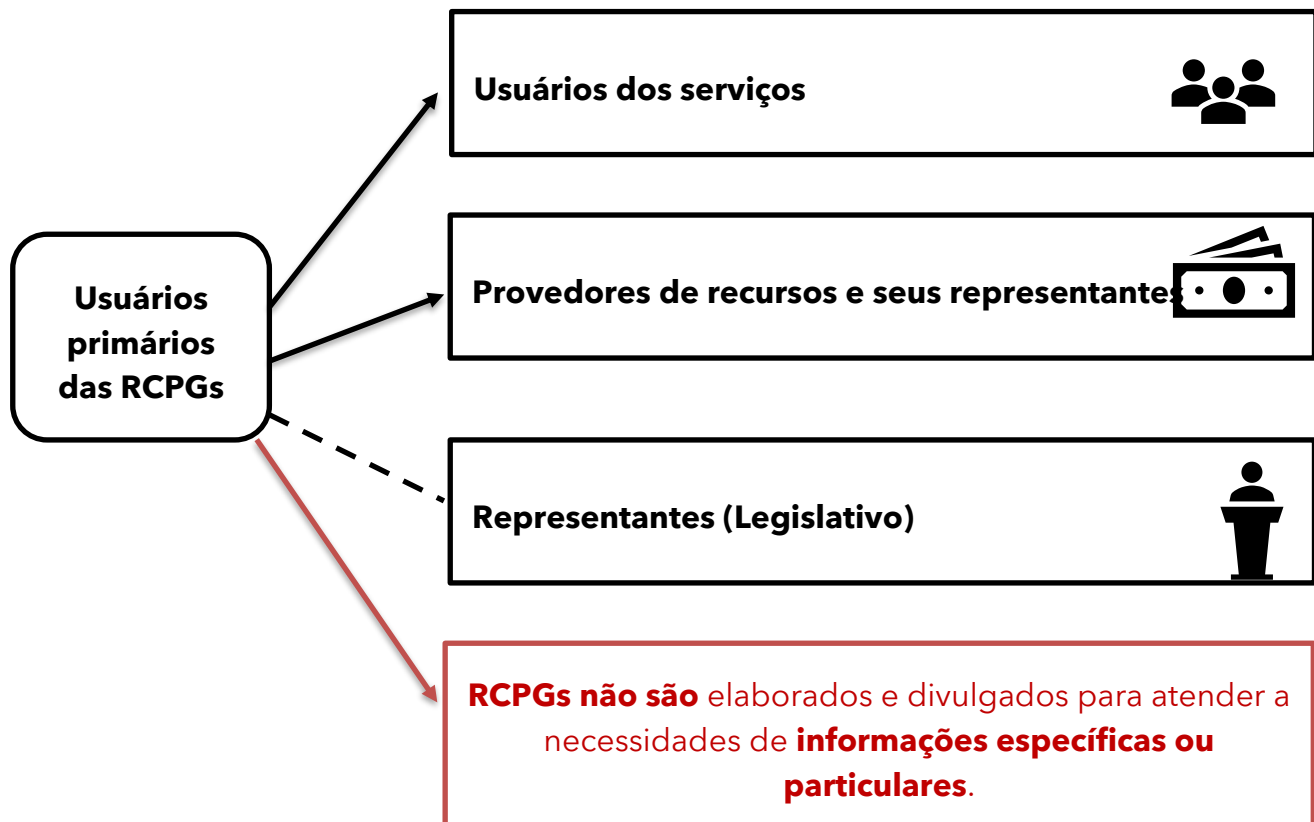 Usuários dos serviços
Provedores de recursos e seus representantes
Usuários
primários
das RCPGs
Representantes (Legislativo)
RCPGs não são elaborados e divulgados para atender a
necessidades de informações específicas ou
particulares.